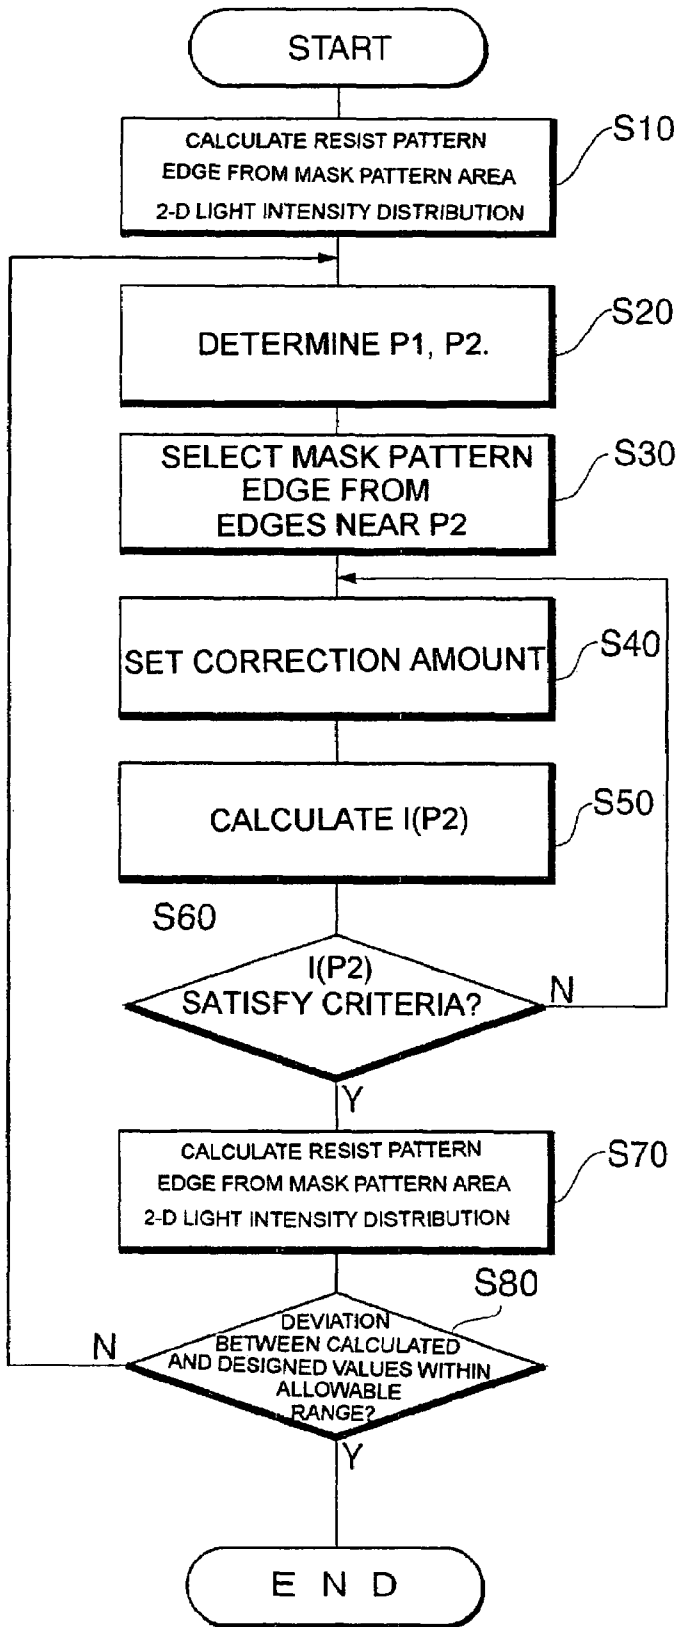 START
CALCULATE RESIST PATTERN
EDGE FROM MASK PATTERN AREA
2-D LIGHT INTENSITY DISTRIBUTION
S10
DETERMINE P1, P2.
S20
SELECT MASK PATTERN
EDGE FROM
EDGES NEAR P2
S30
SET CORRECTION AMOUNT
S40
CALCULATE I(P2)
S50
S60
I(P2)
SATISFY CRITERIA?
N
Y
CALCULATE RESIST PATTERN
EDGE FROM MASK PATTERN AREA
2-D LIGHT INTENSITY DISTRIBUTION
S70
S80
DEVIATION
BETWEEN CALCULATED
AND DESIGNED VALUES WITHIN
ALLOWABLE
RANGE?
N
Y
E N D